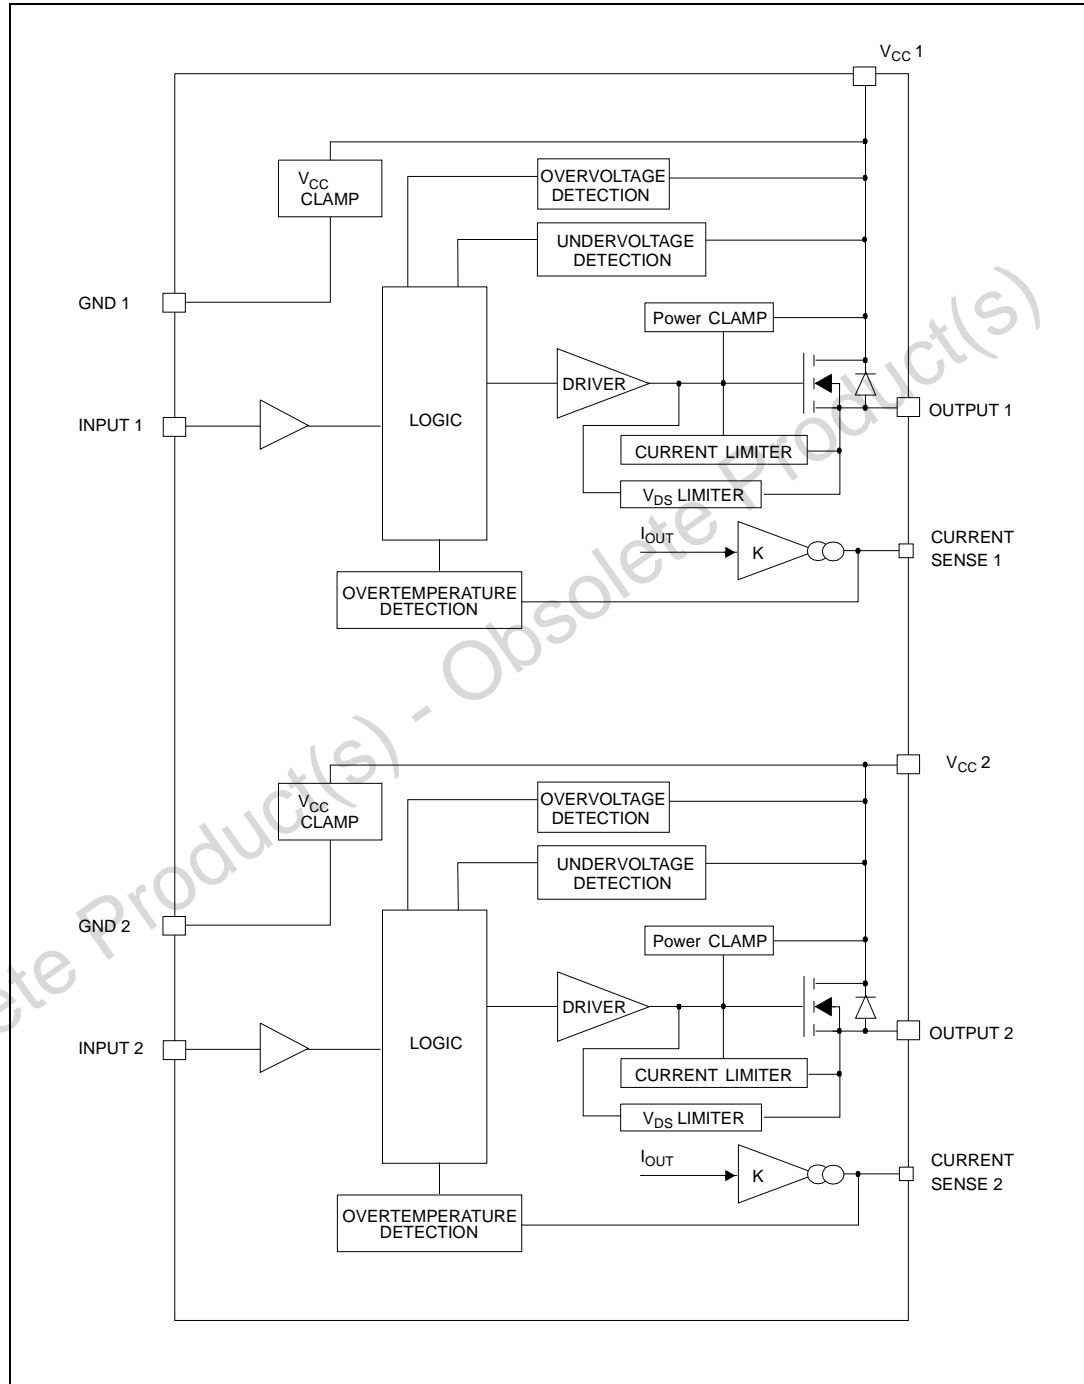 VCC 1
VCC
CLAMP
OVERVOLTAGE
DETECTION
UNDERVOLTAGE
DETECTION
GND 1
Power CLAMP
DRIVER
OUTPUT 1
INPUT 1
LOGIC
CURRENT LIMITER
VDS LIMITER
IOUT
K
CURRENT
SENSE 1
OVERTEMPERATURE
DETECTION
VCC 2
VCC
CLAMP
OVERVOLTAGE
DETECTION
UNDERVOLTAGE
DETECTION
GND 2
Power CLAMP
DRIVER
OUTPUT 2
INPUT 2
LOGIC
CURRENT LIMITER
VDS LIMITER
IOUT
K
CURRENT
SENSE 2
OVERTEMPERATURE
DETECTION
ete Product(s) - Obsolete Product(s)